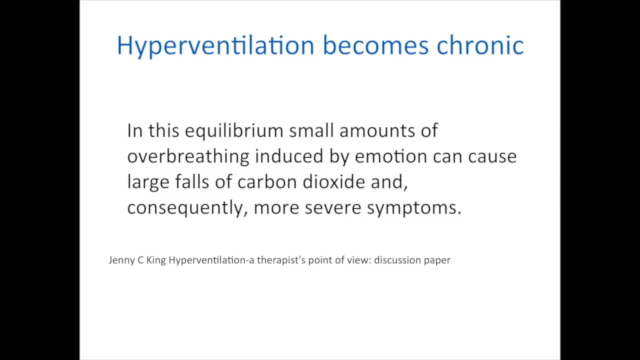 Hyperventilation becomes chronic
In this equilibrium small amounts of
overbreathing induced by emotion can cause
large falls of carbon dioxide and,
consequently, more severe symptoms.
Jenny C King Hyperventilation-a therapist's point of view: discussion paper